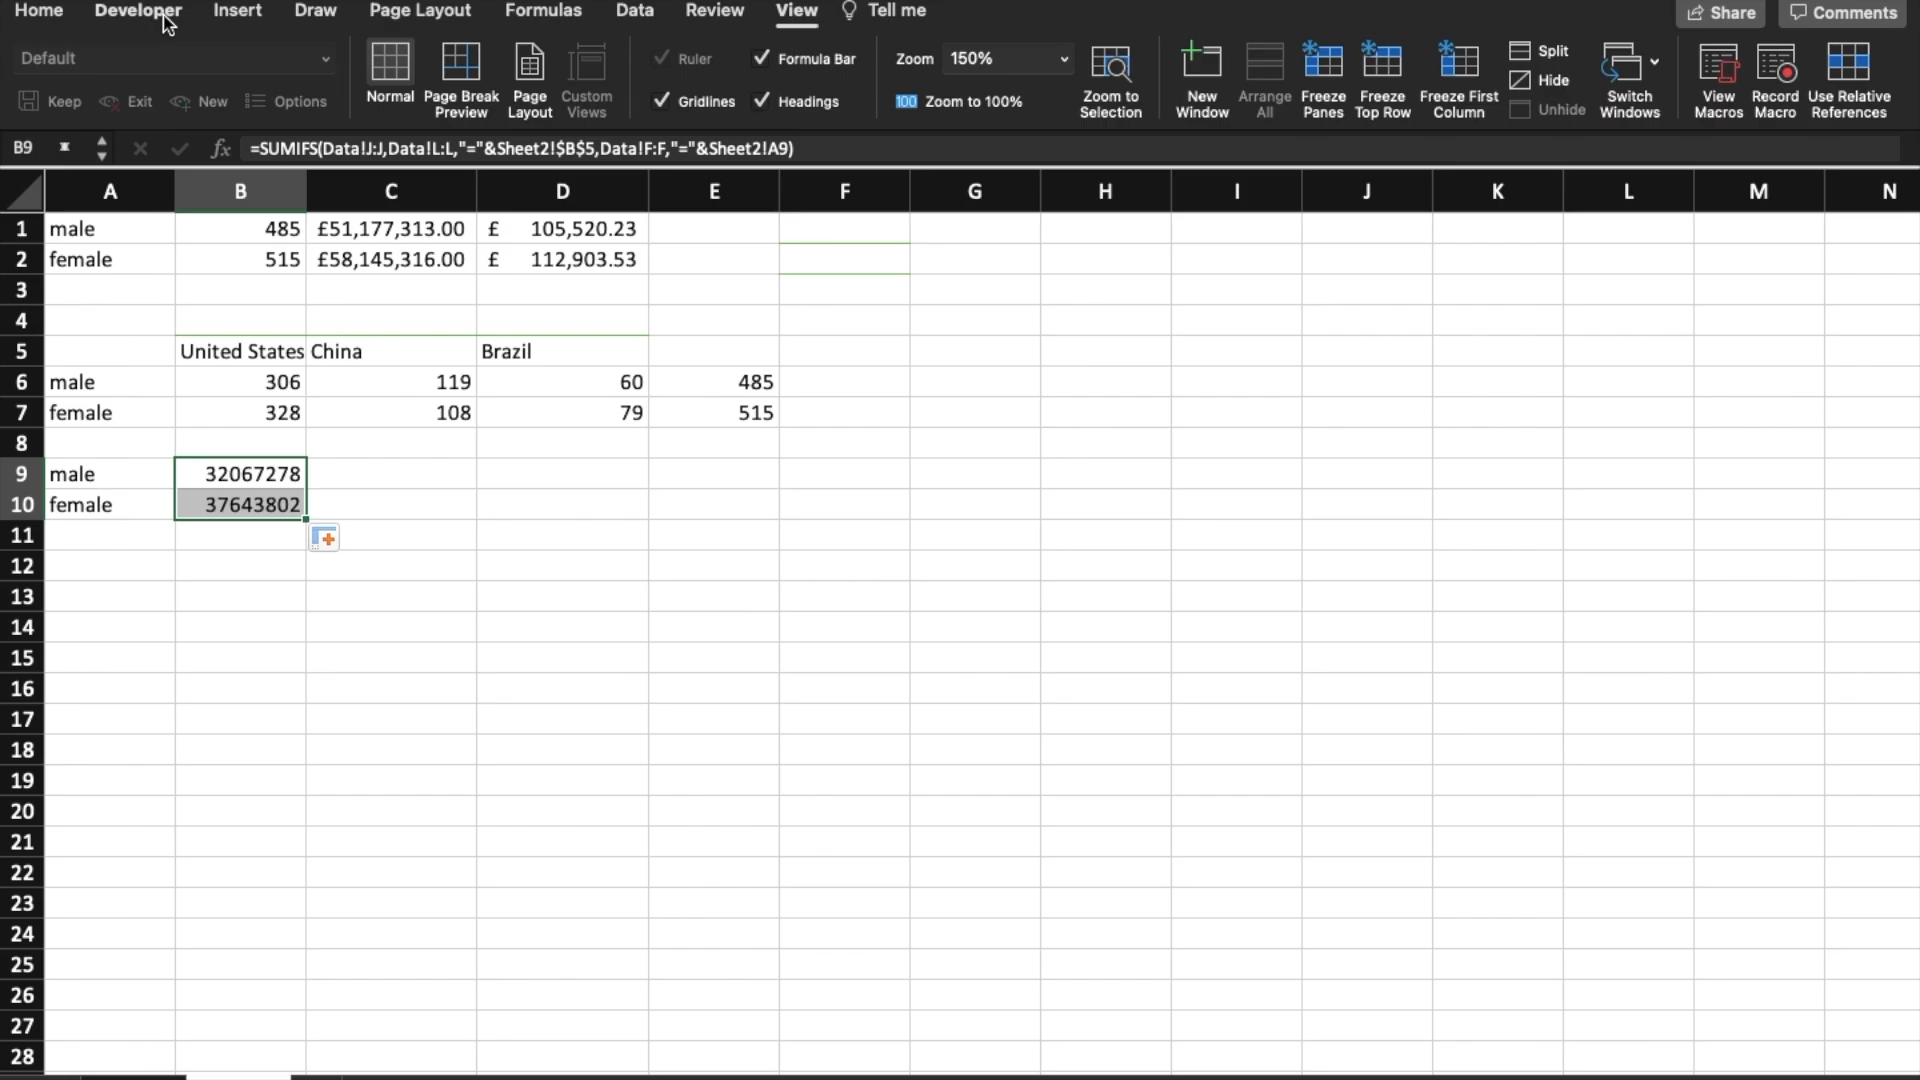 Home Developer Insert Draw Page Layout Formulas Data Review View Tell me Share Comments
Default Ruler Formula Bar Zoom 150% Split
Keep Exit New Options Normal Page Break Preview Page Layout Custom Views Gridlines Headings 100 Zoom to 100% Zoom to Selection New Window Arrange All Freeze Panes Freeze Top Row Freeze First Column Hide Unhide Switch Windows View Macros Record Macro Use Relative References
B9 fx =SUMIFS(Data!J:J,Data!L:L,"="&Sheet2!$B$5,Data!F:F,"="&Sheet2!A9)
A B C D E F G H I J K L M N
1 male 485 £51,177,313.00 £ 105,520.23
2 female 515 £58,145,316.00 £ 112,903.53
3
4
5 United States China Brazil
6 male 306 119 60 485
7 female 328 108 79 515
8
9 male 32067278
10 female 37643802
11
12
13
14
15
16
17
18
19
20
21
22
23
24
25
26
27
28